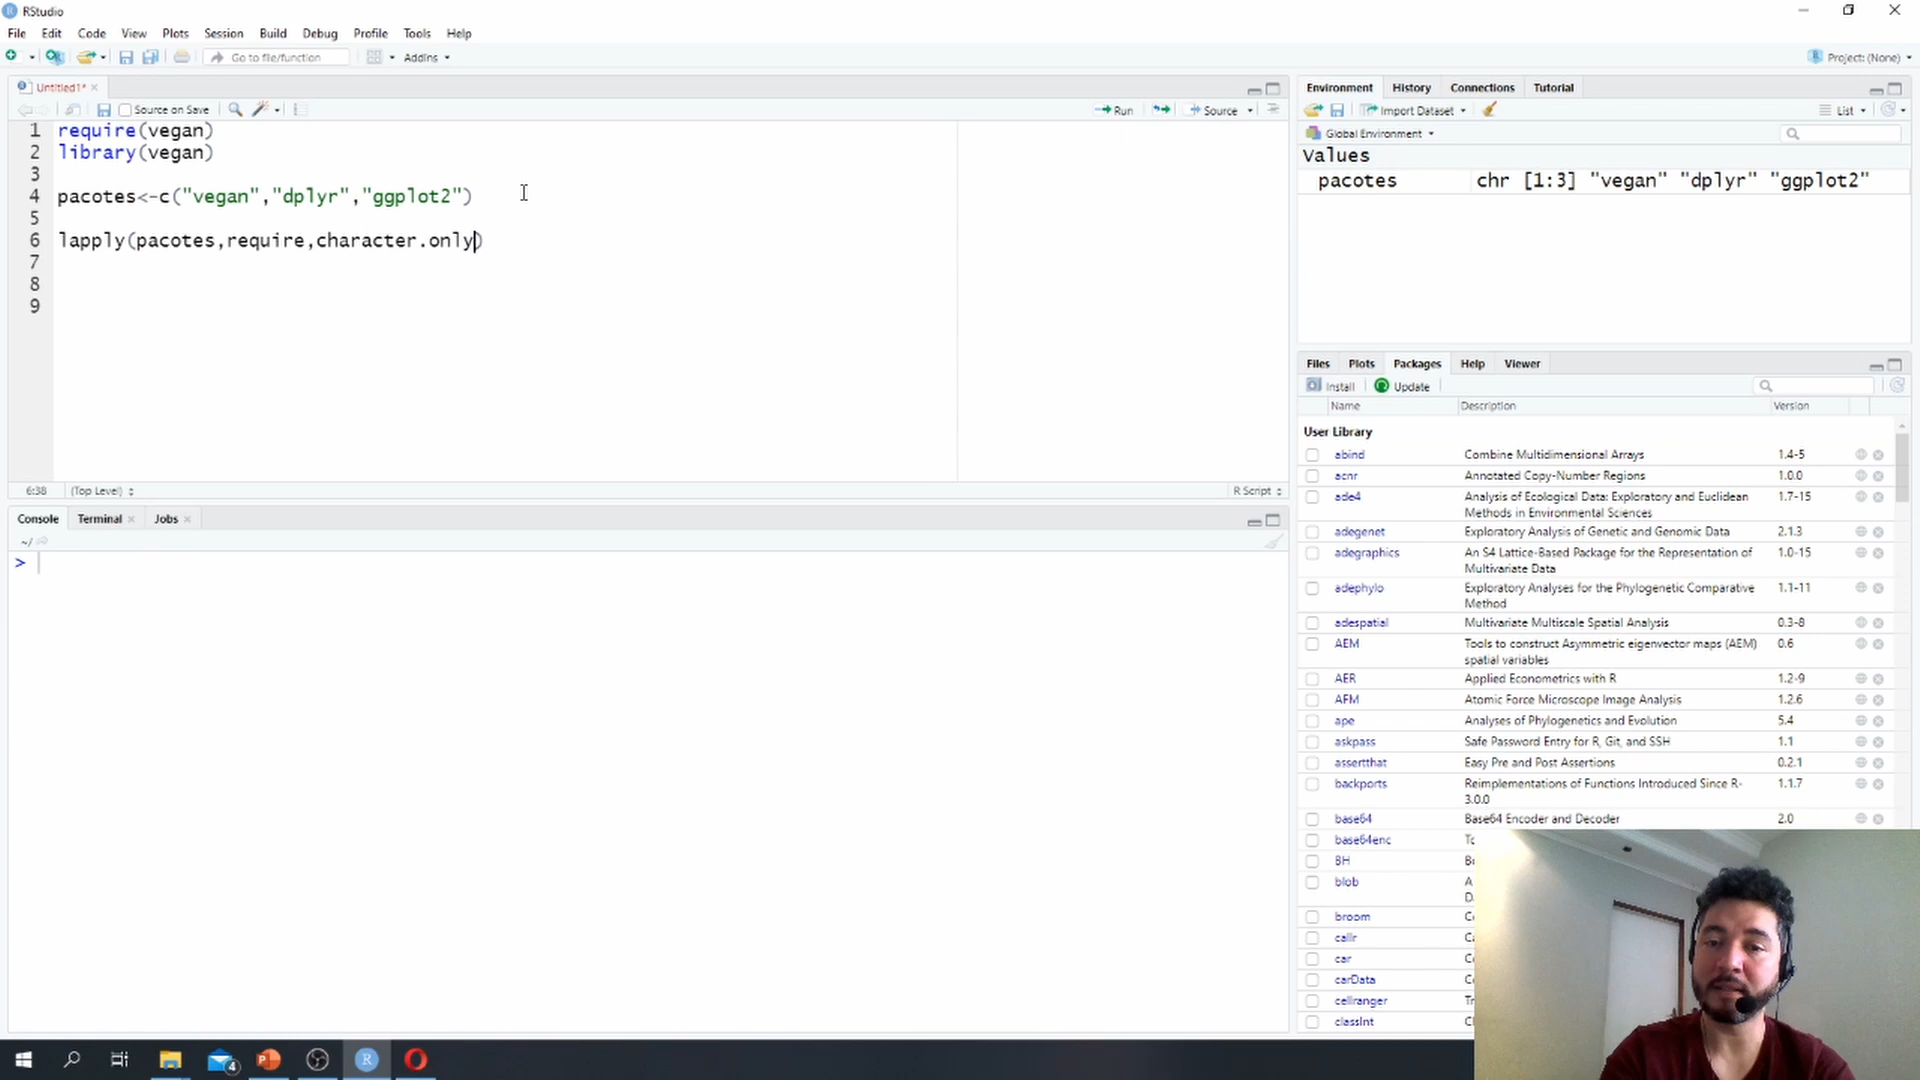 RStudio
File Edit Code View Plots Session Build Debug Profile Tools Help
Go to file/function Addins Project: (None)
Untitled1*
Source on Save Run Source
1 require(vegan)
2 library(vegan)
3
4 pacotes<-c("vegan","dplyr","ggplot2")
5
6 lapply(pacotes,require,character.only)
7
8
9
6:38 (Top Level) R Script
Console Terminal Jobs
~/
>
Environment History Connections Tutorial
Import Dataset List
Global Environment
Values
pacotes chr [1:3] "vegan" "dplyr" "ggplot2"
Files Plots Packages Help Viewer
Install Update
Name Description Version
User Library
abind Combine Multidimensional Arrays 1.4-5
acnr Annotated Copy-Number Regions 1.0.0
ade4 Analysis of Ecological Data: Exploratory and Euclidean 1.7-15
Methods in Environmental Sciences
adegenet Exploratory Analysis of Genetic and Genomic Data 2.1.3
adegraphics An S4 Lattice-Based Package for the Representation of 1.0-15
Multivariate Data
adephylo Exploratory Analyses for the Phylogenetic Comparative 1.1-11
Method
adespatial Multivariate Multiscale Spatial Analysis 0.3-8
AEM Tools to construct Asymmetric eigenvector maps (AEM) 0.6
spatial variables
AER Applied Econometrics with R 1.2-9
AFM Atomic Force Microscope Image Analysis 1.2.6
ape Analyses of Phylogenetics and Evolution 5.4
askpass Safe Password Entry for R, Git, and SSH 1.1
assertthat Easy Pre and Post Assertions 0.2.1
backports Reimplementations of Functions Introduced Since R- 1.1.7
3.0.0
base64 Base64 Encoder and Decoder 2.0
base64enc
BH
blob A
broom
callr
car
carData
cellranger
classInt
4